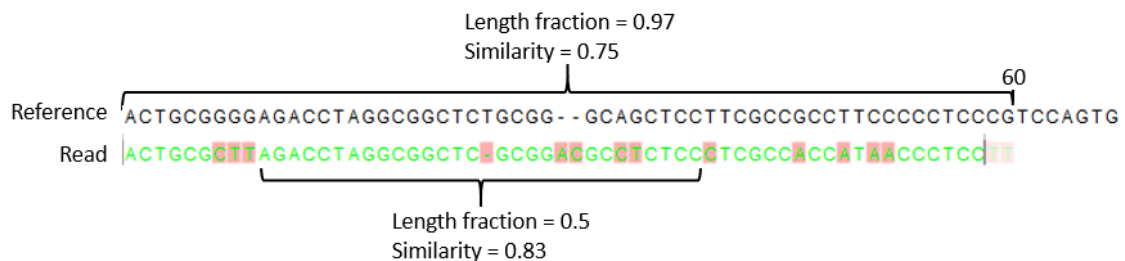 Length fraction = 0.97
Similarity = 0.75
60
Reference ACTGCGGGGAGACCTAGGCGGCTCTGCGG--GCAGCTCCTTCGCCGCCTTCCCCCTCCCGTCCAGTG
Read ACTGCGCTTAGACCTAGGCGGCTC-GCGGACGCCTCTCCCTCGCCACCATAACCCTCCTT
Length fraction = 0.5
Similarity = 0.83